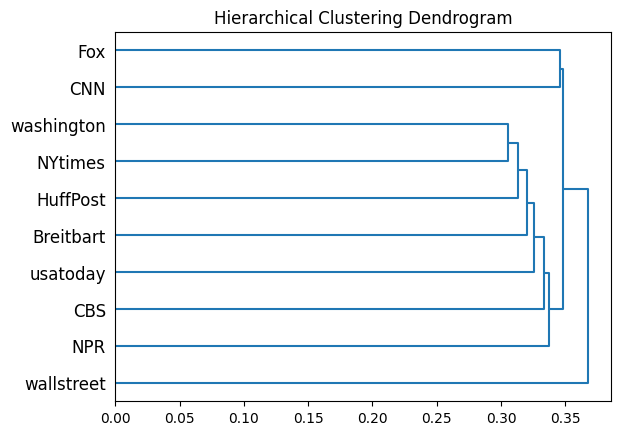 Hierarchical Clustering Dendrogram
Fox
CNN
washington
NYtimes
HuffPost
Breitbart
usatoday
CBS
NPR
wallstreet
0.00 0.05 0.10 0.15 0.20 0.25 0.30 0.35